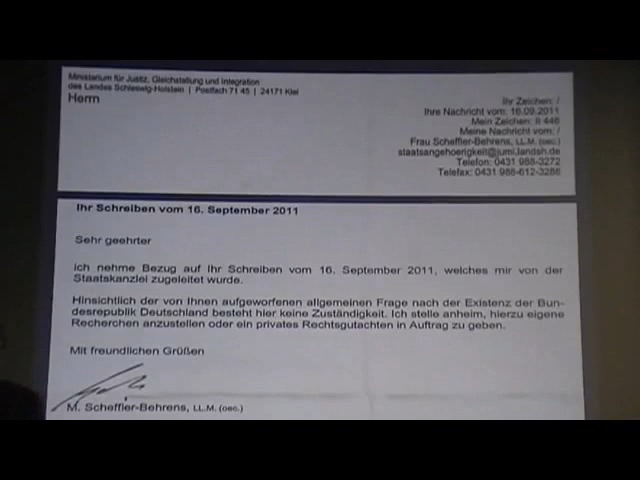 Ministerium für Justiz, Gleichstellung und Integration
des Landes Schleswig-Holstein | Postfach 71 45 | 24171 Kiel
Herrn
Ihr Zeichen: /
Ihre Nachricht vom: 16.09.2011
Mein Zeichen: II 446
Meine Nachricht vom: /
Frau Scheffler-Behrens, LL.M. (oec.)
staatsangehoerigkeit@jumi.landsh.de
Telefon: 0431 988-3272
Telefax: 0431 988-612-3286
Ihr Schreiben vom 16. September 2011
Sehr geehrter
ich nehme Bezug auf Ihr Schreiben vom 16. September 2011, welches mir von der
Staatskanzlei zugeleitet wurde.
Hinsichtlich der von Ihnen aufgeworfenen allgemeinen Frage nach der Existenz der Bun-
desrepublik Deutschland besteht hier keine Zuständigkeit. Ich stelle anheim, hierzu eigene
Recherchen anzustellen oder ein privates Rechtsgutachten in Auftrag zu geben.
Mit freundlichen Grüßen
M. Scheffler-Behrens, LL.M. (oec.)